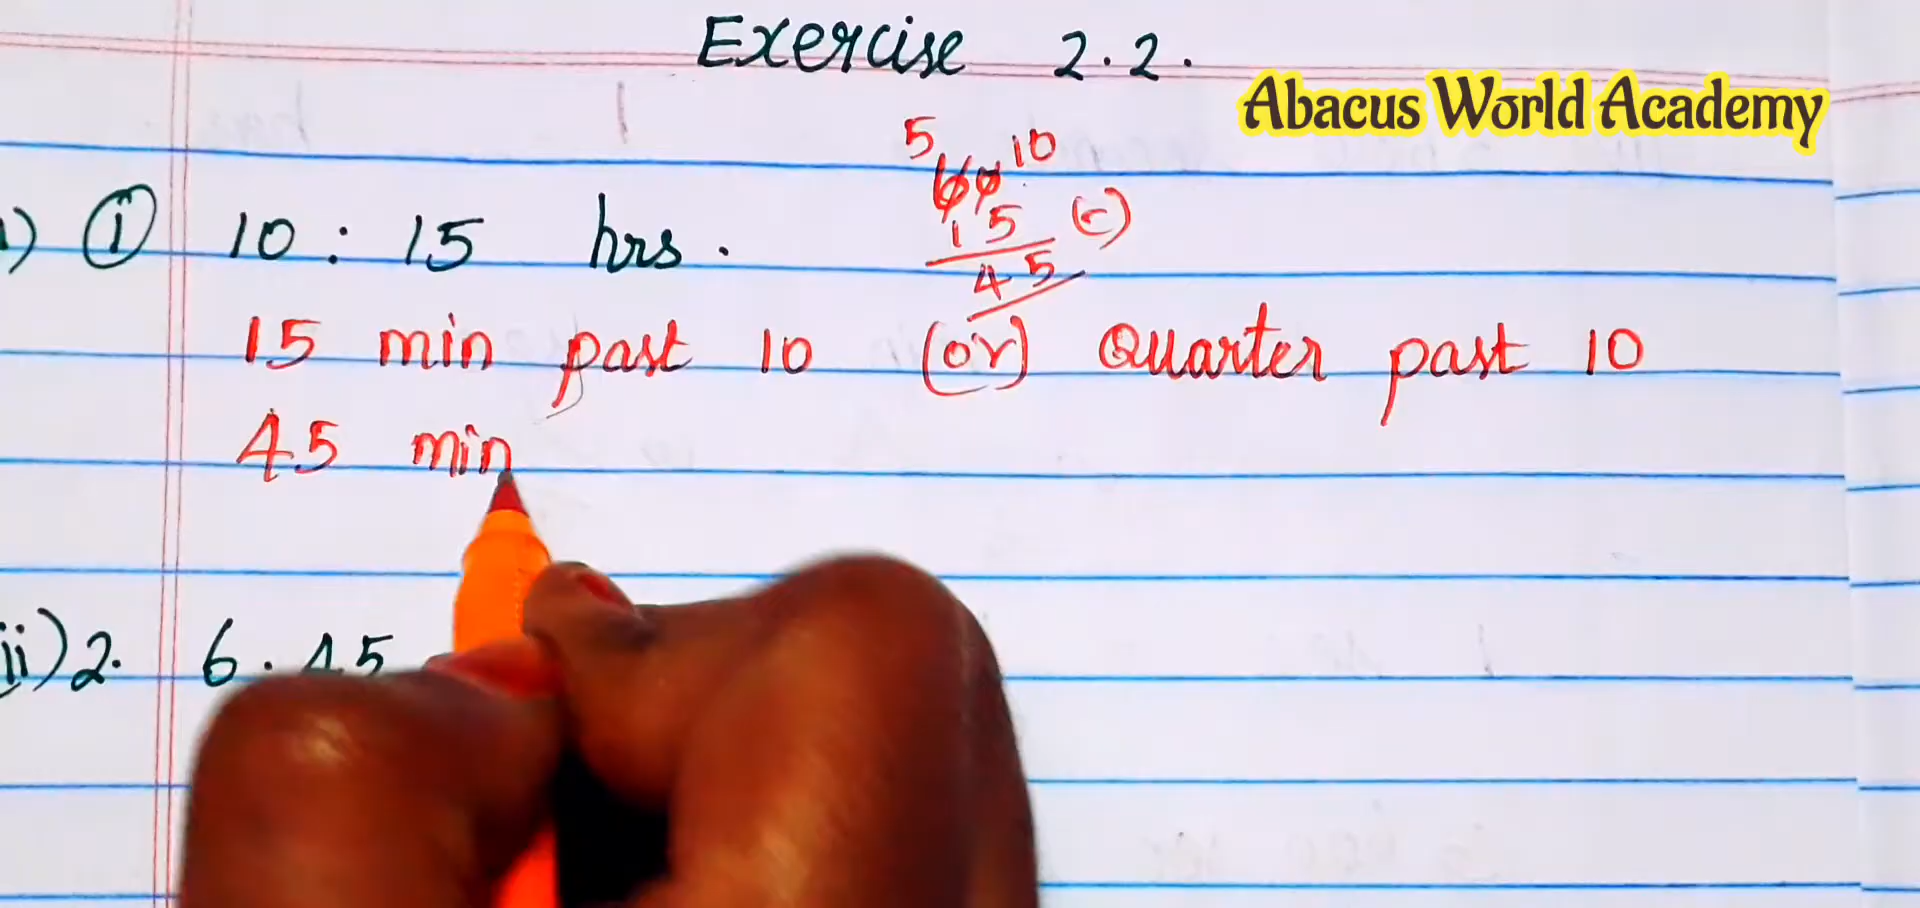 Exercise 2.2.
Abacus World Academy
5 10
60
i) 10 : 15 hrs.
15 (-)
45
15 min past 10 (or) Quarter past 10
45 min
ii) 2. 6.45